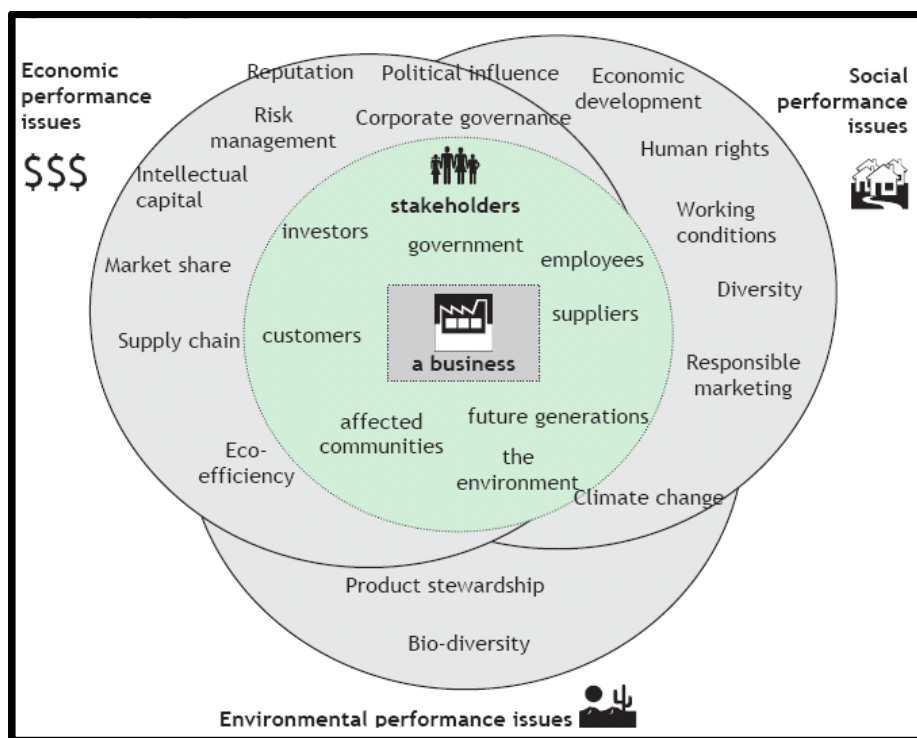 Economic
performance
issues
$$$
Reputation
Political influence
Economic
development
Social
performance
issues
Risk
management
Corporate governance
Human rights
Intellectual
capital
stakeholders
investors
government
employees
Working
conditions
Market share
Diversity
suppliers
Supply chain
customers
a business
Responsible
marketing
affected
communities
future generations
Eco-
efficiency
the
environment
Climate change
Product stewardship
Bio-diversity
Environmental performance issues